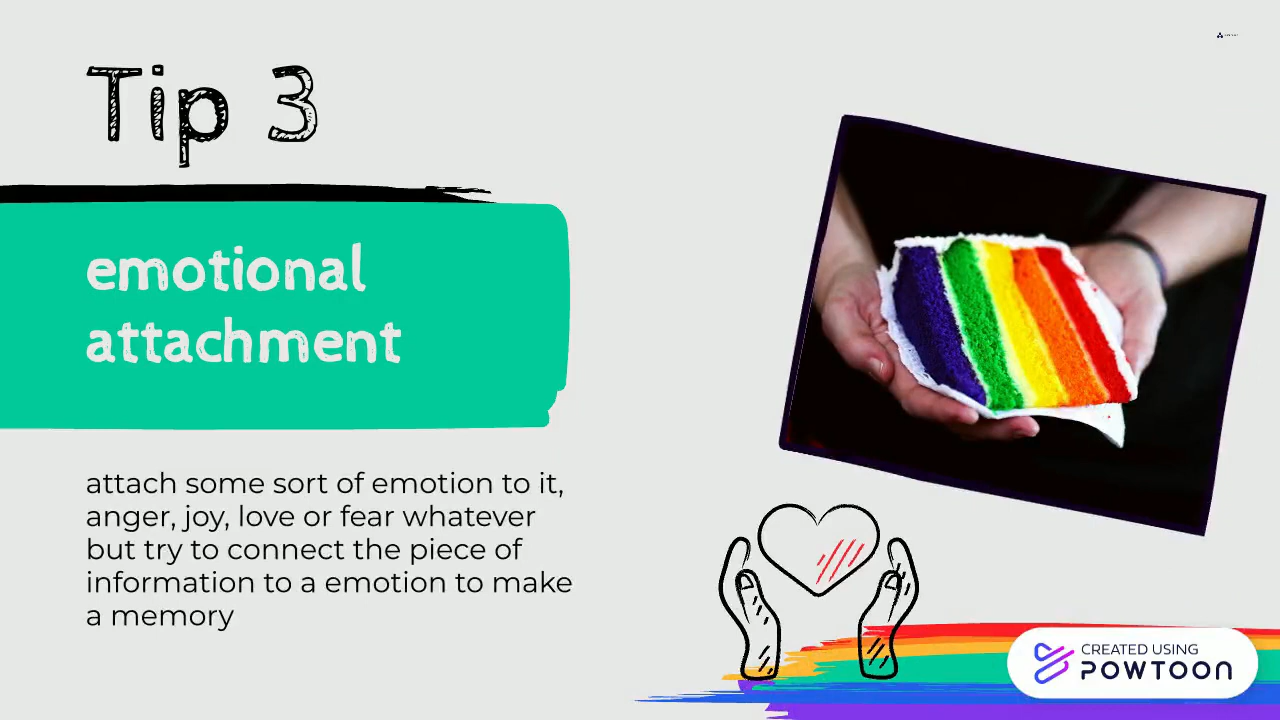 Tip 3
emotional
attachment
attach some sort of emotion to it,
anger, joy, love or fear whatever
but try to connect the piece of
information to a emotion to make
a memory
CREATED USING
POWTOON